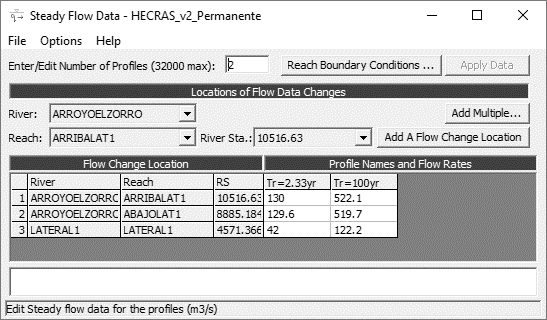 Steady Flow Data - HECRAS_v2_Permanente
File Options Help
Enter/Edit Number of Profiles (32000 max): 2 Reach Boundary Conditions ... Apply Data
Locations of Flow Data Changes
River: ARROYOELZORRO Add Multiple...
Reach: ARRIBALAT1 River Sta.: 10516.63 Add A Flow Change Location
Flow Change Location Profile Names and Flow Rates
River Reach RS Tr=2.33yr Tr=100yr
1 ARROYOELZORRO ARRIBALAT1 10516.63 130 522.1
2 ARROYOELZORRO ABAJOLAT1 8885.184 129.6 519.7
3 LATERAL1 LATERAL1 4571.366 42 122.2
Edit Steady flow data for the profiles (m3/s)